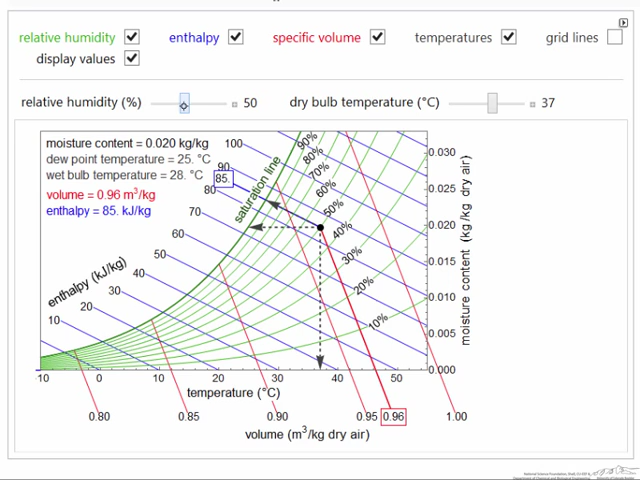 relative humidity enthalpy specific volume temperatures grid lines
display values
relative humidity (%) 50 dry bulb temperature (°C) 37
moisture content = 0.020 kg/kg
dew point temperature = 25. °C
wet bulb temperature = 28. °C
volume = 0.96 m³/kg
enthalpy = 85. kJ/kg
saturation line
enthalpy (kJ/kg)
10
20
30
40
50
60
70
80
85.
90
100
90%
80%
70%
60%
50%
40%
30%
20%
10%
0.030
0.025
0.020
0.015
0.010
0.005
0.000
moisture content (kg/kg dry air)
-10 0 10 20 30 40 50
temperature (°C)
0.80 0.85 0.90 0.95 0.96 1.00
volume (m³/kg dry air)